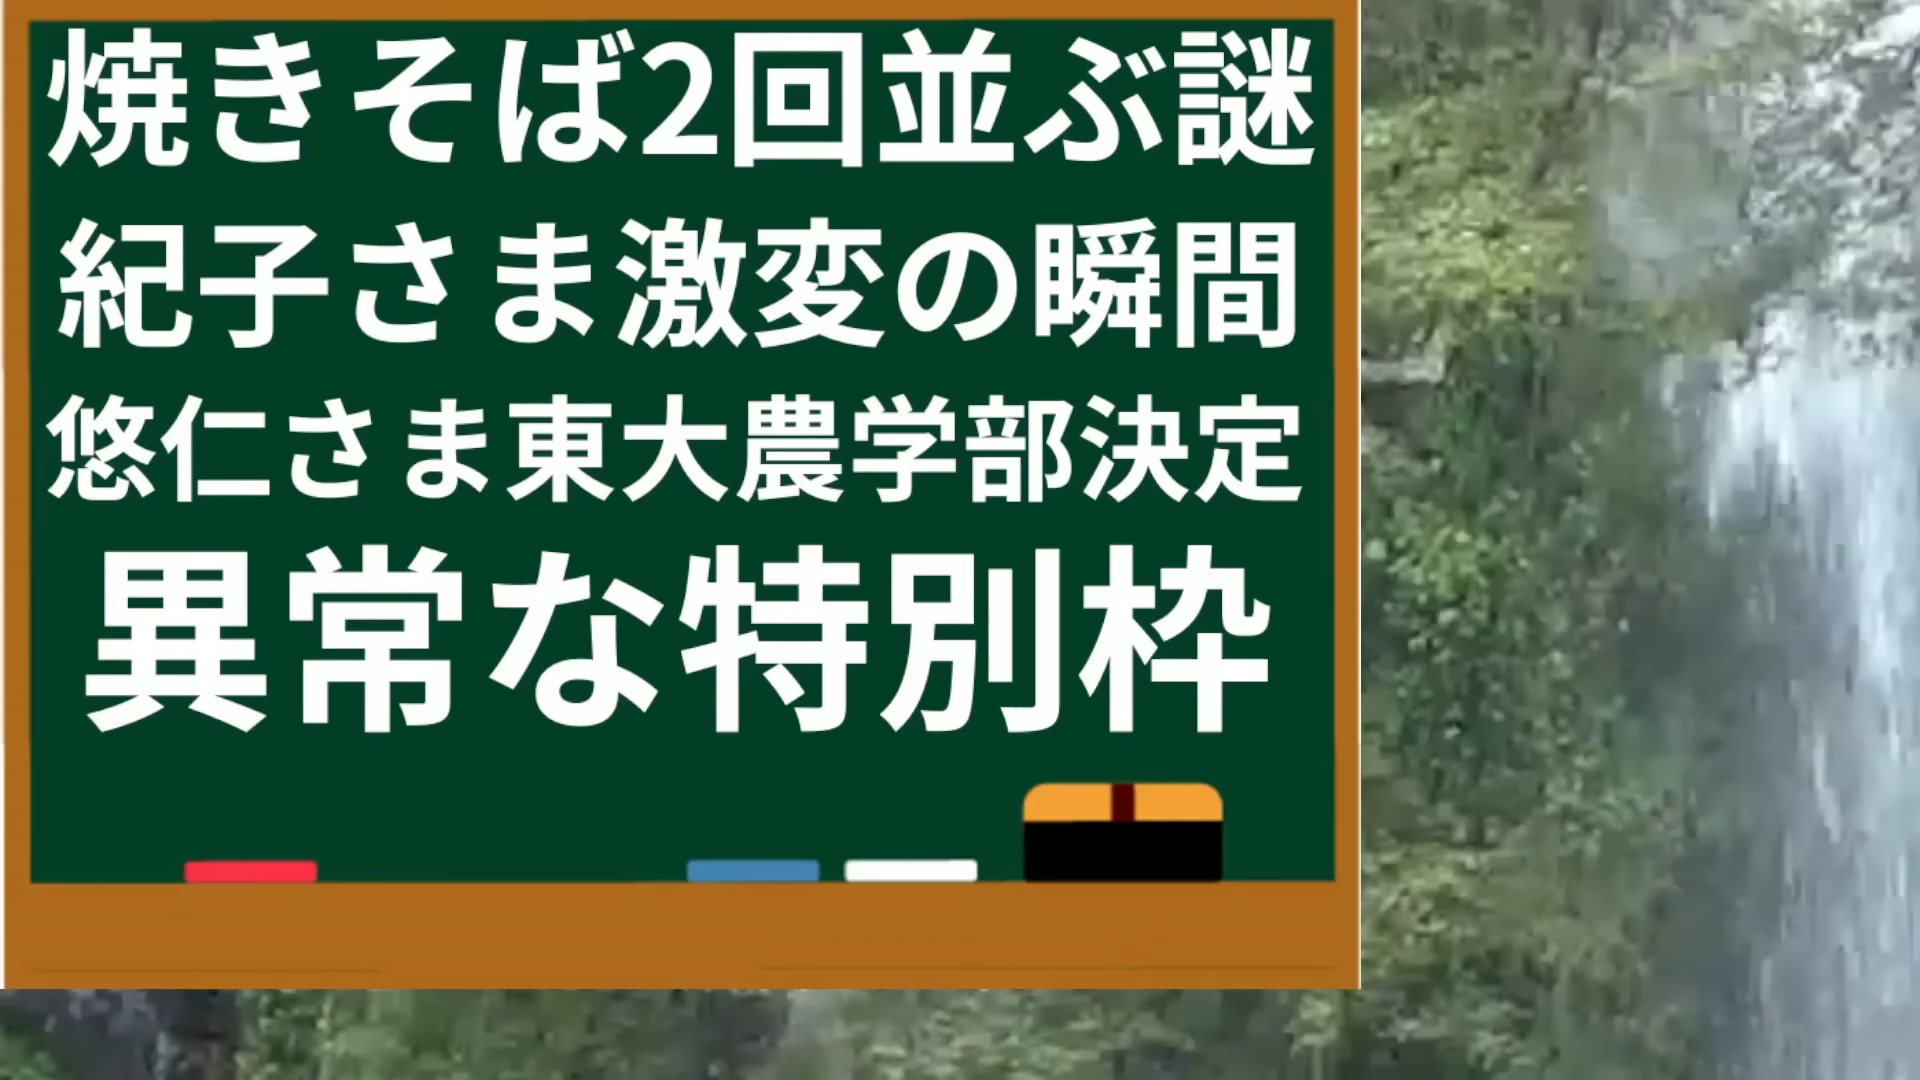 焼きそば2回並ぶ謎
紀子さま激変の瞬間
悠仁さま東大農学部決定
異常な特別枠